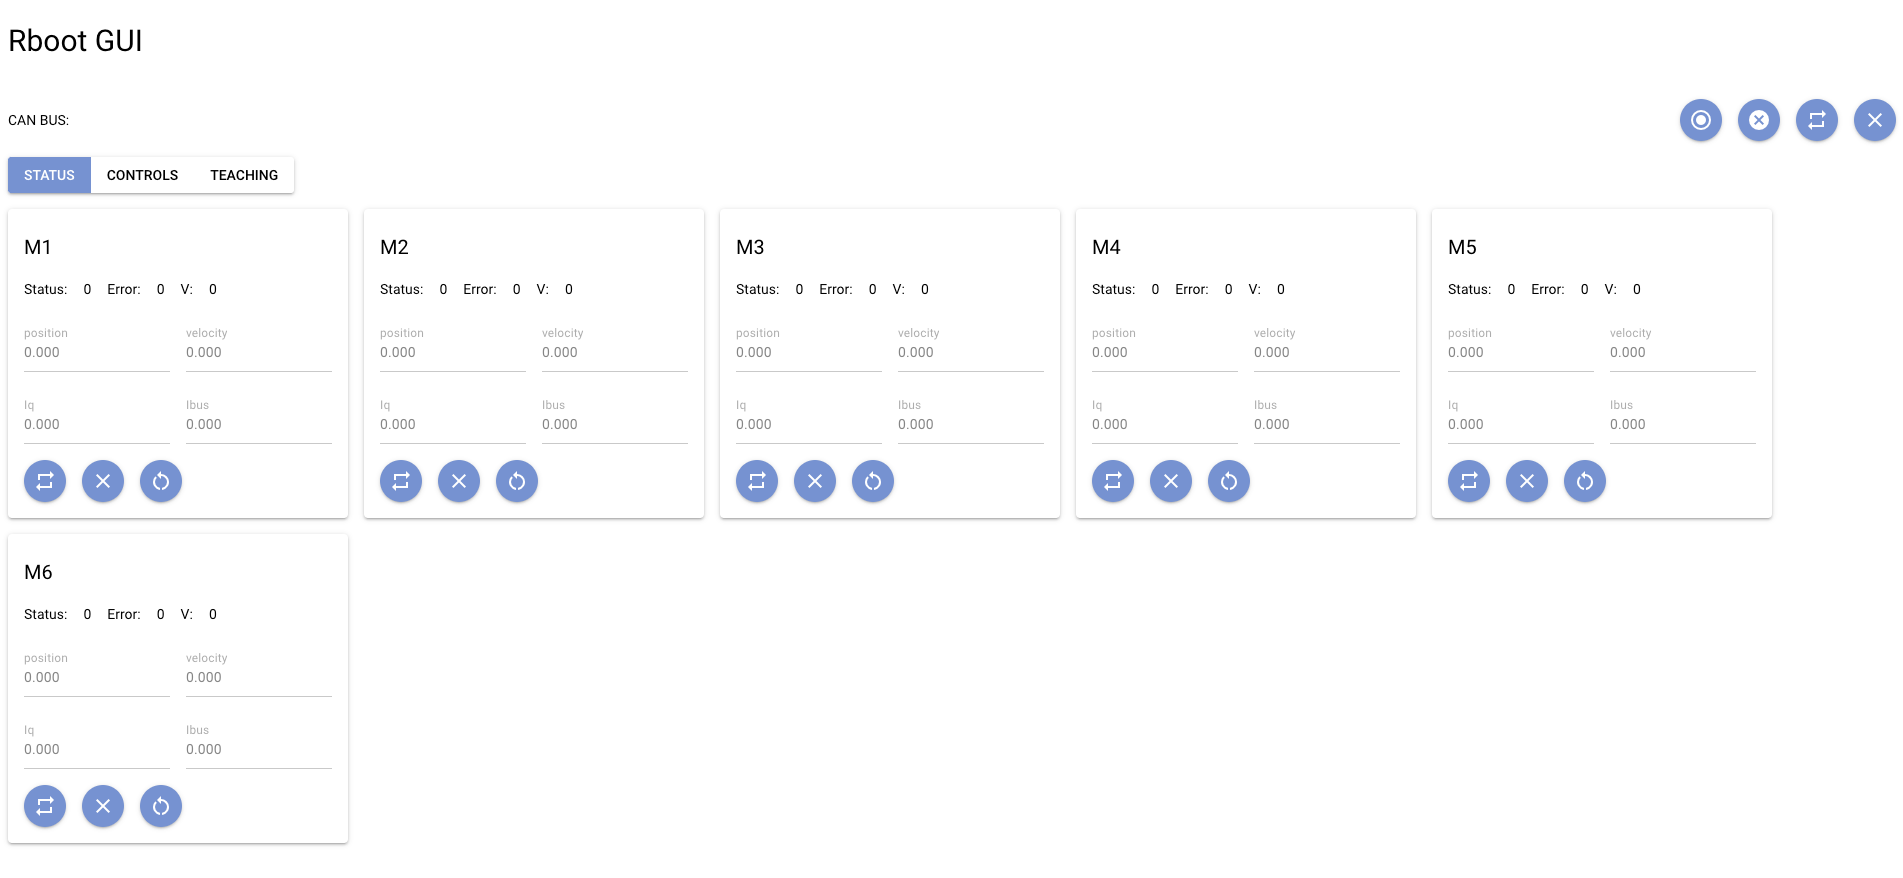 Rboot GUI
CAN BUS:
STATUS CONTROLS TEACHING
M1
Status: 0 Error: 0 V: 0
position velocity
0.000 0.000
Iq Ibus
0.000 0.000
M2
Status: 0 Error: 0 V: 0
position velocity
0.000 0.000
Iq Ibus
0.000 0.000
M3
Status: 0 Error: 0 V: 0
position velocity
0.000 0.000
Iq Ibus
0.000 0.000
M4
Status: 0 Error: 0 V: 0
position velocity
0.000 0.000
Iq Ibus
0.000 0.000
M5
Status: 0 Error: 0 V: 0
position velocity
0.000 0.000
Iq Ibus
0.000 0.000
M6
Status: 0 Error: 0 V: 0
position velocity
0.000 0.000
Iq Ibus
0.000 0.000